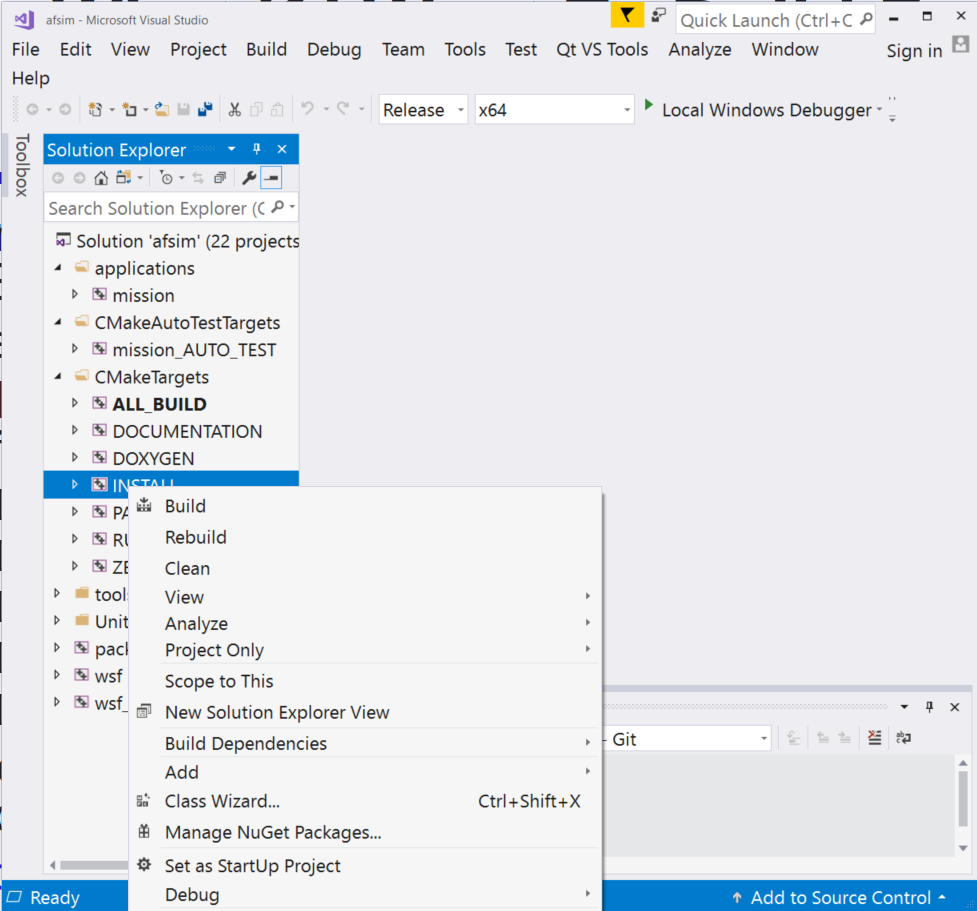 afsim - Microsoft Visual Studio
Quick Launch (Ctrl+C
File Edit View Project Build Debug Team Tools Test Qt VS Tools Analyze Window
Sign in
Help
Release x64 Local Windows Debugger
Toolbox
Solution Explorer
Search Solution Explorer (C
Solution 'afsim' (22 projects
applications
mission
CMakeAutoTestTargets
mission_AUTO_TEST
CMakeTargets
ALL_BUILD
DOCUMENTATION
DOXYGEN
INSTALL
PA
RU
ZE
tools
Unit
pack
wsf
wsf_
Build
Rebuild
Clean
View
Analyze
Project Only
Scope to This
New Solution Explorer View
Build Dependencies
Add
Class Wizard... Ctrl+Shift+X
Manage NuGet Packages...
Set as StartUp Project
Debug
- Git
Ready
Add to Source Control